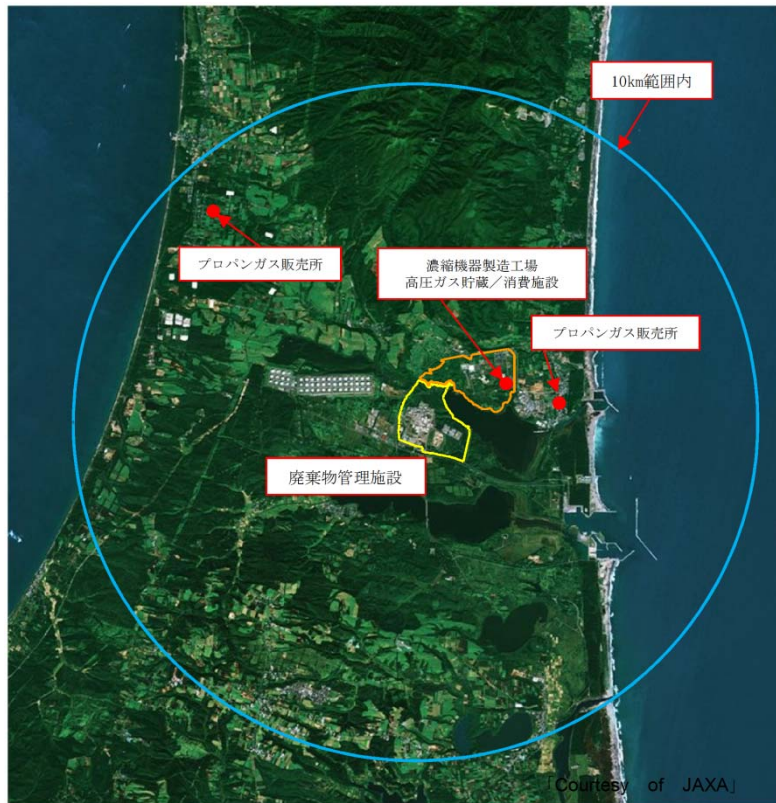 10km範囲内
プロパンガス販売所
濃縮機器製造工場
高圧ガス貯蔵／消費施設
プロパンガス販売所
廃棄物管理施設
「Courtesy of JAXA」